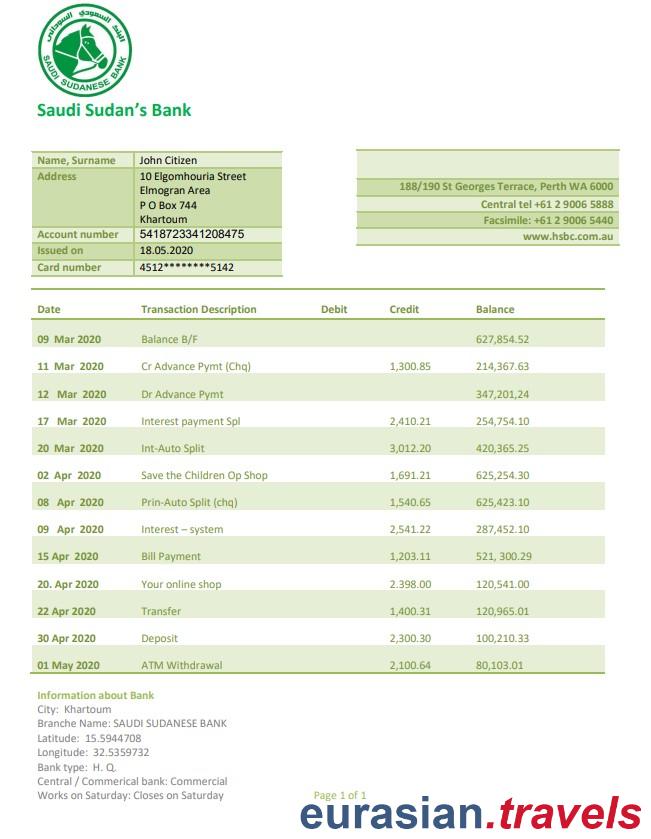 البنك السعودي السوداني
SAUDI SUDANESE BANK
Saudi Sudan's Bank
Name, Surname John Citizen
Address 10 Elgomhouria Street
Elmogran Area
P O Box 744
Khartoum
Account number 5418723341208475
Issued on 18.05.2020
Card number 4512********5142
188/190 St Georges Terrace, Perth WA 6000
Central tel +61 2 9006 5888
Facsimile: +61 2 9006 5440
www.hsbc.com.au
Date Transaction Description Debit Credit Balance
09 Mar 2020 Balance B/F 627,854.52
11 Mar 2020 Cr Advance Pymt (Chq) 1,300.85 214,367.63
12 Mar 2020 Dr Advance Pymt 347,201,24
17 Mar 2020 Interest payment Spl 2,410.21 254,754.10
20 Mar 2020 Int-Auto Split 3,012.20 420,365.25
02 Apr 2020 Save the Children Op Shop 1,691.21 625,254.30
08 Apr 2020 Prin-Auto Split (chq) 1,540.65 625,423.10
09 Apr 2020 Interest – system 2,541.22 287,452.10
15 Apr 2020 Bill Payment 1,203.11 521, 300.29
20. Apr 2020 Your online shop 2.398.00 120,541.00
22 Apr 2020 Transfer 1,400.31 120,965.01
30 Apr 2020 Deposit 2,300.30 100,210.33
01 May 2020 ATM Withdrawal 2,100.64 80,103.01
Information about Bank
City: Khartoum
Branche Name: SAUDI SUDANESE BANK
Latitude: 15.5944708
Longitude: 32.5359732
Bank type: H. Q.
Central / Commerical bank: Commercial
Works on Saturday: Closes on Saturday
Page 1 of 1
eurasian.travels